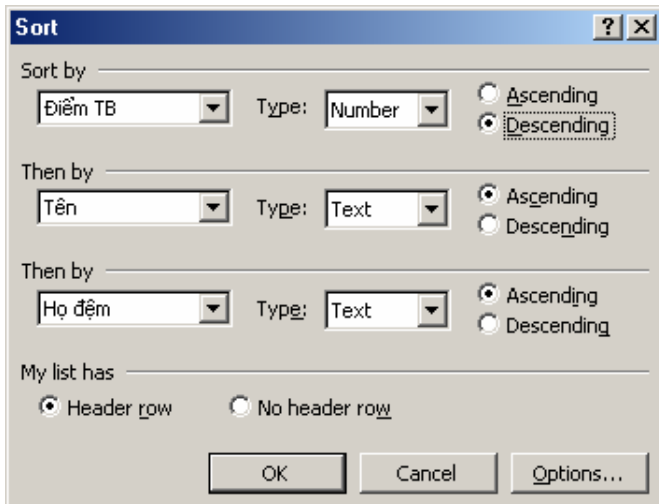 Sort
Sort by
Điểm TB Type: Number Ascending
Descending
Then by
Tên Type: Text Ascending
Descending
Then by
Họ đệm Type: Text Ascending
Descending
My list has
Header row No header row
OK Cancel Options...